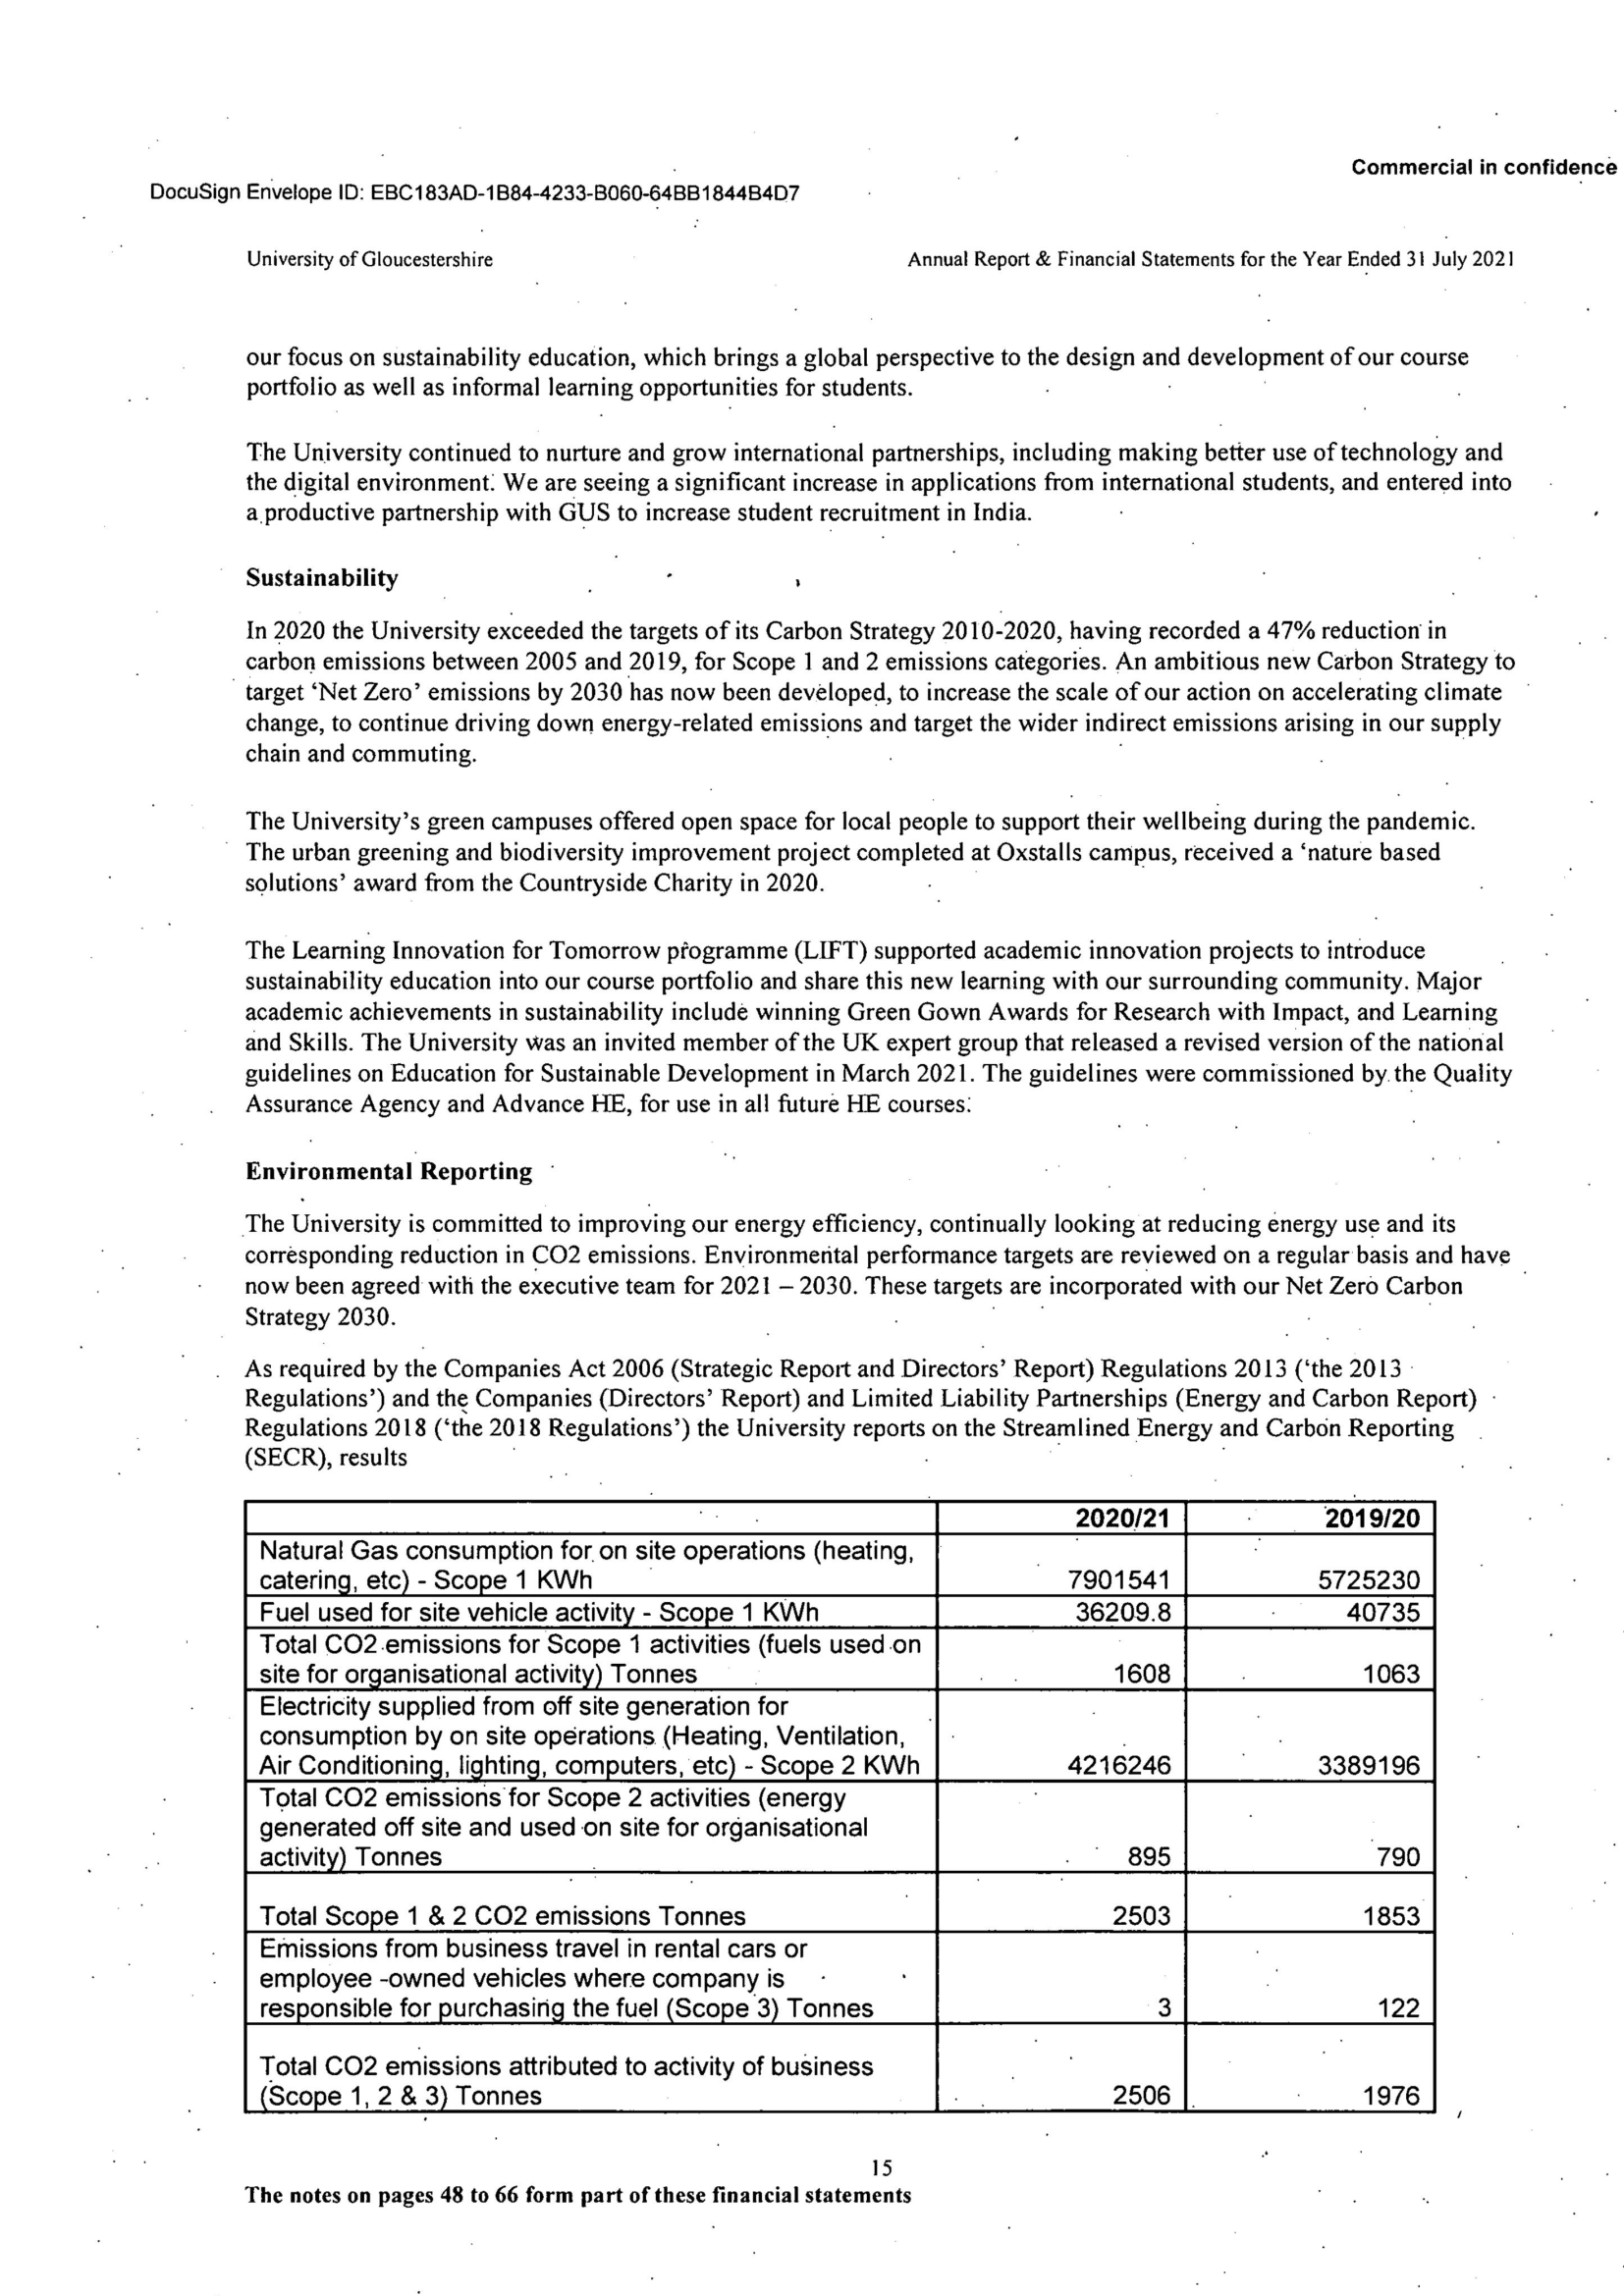 Commercial in confidence
DocuSign Envelope ID: EBC183AD-1B84-4233-B060-64BB1844B4D7
University of Gloucestershire
Annual Report & Financial Statements for the Year Ended 31 July 2021
our focus on sustainability education, which brings a global perspective to the design and development of our course
portfolio as well as informal learning opportunities for students.
The University continued to nurture and grow international partnerships, including making better use of technology and
the digital environment. We are seeing a significant increase in applications from international students, and entered into
a productive partnership with GUS to increase student recruitment in India.
Sustainability
In 2020 the University exceeded the targets of its Carbon Strategy 2010-2020, having recorded a 47% reduction in
carbon emissions between 2005 and 2019, for Scope 1 and 2 emissions categories. An ambitious new Carbon Strategy to
target ‘Net Zero’ emissions by 2030 has now been developed, to increase the scale of our action on accelerating climate
change, to continue driving down energy-related emissions and target the wider indirect emissions arising in our supply
chain and commuting.
The University’s green campuses offered open space for local people to support their wellbeing during the pandemic.
The urban greening and biodiversity improvement project completed at Oxstalls campus, received a ‘nature based
solutions’ award from the Countryside Charity in 2020.
The Learning Innovation for Tomorrow programme (LIFT) supported academic innovation projects to introduce
sustainability education into our course portfolio and share this new learning with our surrounding community. Major
academic achievements in sustainability include winning Green Gown Awards for Research with Impact, and Learning
and Skills. The University was an invited member of the UK expert group that released a revised version of the national
guidelines on Education for Sustainable Development in March 2021. The guidelines were commissioned by the Quality
Assurance Agency and Advance HE, for use in all future HE courses.
Environmental Reporting
The University is committed to improving our energy efficiency, continually looking at reducing energy use and its
corresponding reduction in CO2 emissions. Environmental performance targets are reviewed on a regular basis and have
now been agreed with the executive team for 2021 – 2030. These targets are incorporated with our Net Zero Carbon
Strategy 2030.
As required by the Companies Act 2006 (Strategic Report and Directors’ Report) Regulations 2013 (‘the 2013
Regulations’) and the Companies (Directors’ Report) and Limited Liability Partnerships (Energy and Carbon Report)
Regulations 2018 (‘the 2018 Regulations’) the University reports on the Streamlined Energy and Carbon Reporting
(SECR), results
2020/21 2019/20
Natural Gas consumption for on site operations (heating,
catering, etc) - Scope 1 KWh 7901541 5725230
Fuel used for site vehicle activity - Scope 1 KWh 36209.8 40735
Total CO2 emissions for Scope 1 activities (fuels used on
site for organisational activity) Tonnes 1608 1063
Electricity supplied from off site generation for
consumption by on site operations (Heating, Ventilation,
Air Conditioning, lighting, computers, etc) - Scope 2 KWh 4216246 3389196
Total CO2 emissions for Scope 2 activities (energy
generated off site and used on site for organisational
activity) Tonnes 895 790
Total Scope 1 & 2 CO2 emissions Tonnes 2503 1853
Emissions from business travel in rental cars or
employee -owned vehicles where company is
responsible for purchasing the fuel (Scope 3) Tonnes 3 122
Total CO2 emissions attributed to activity of business
(Scope 1, 2 & 3) Tonnes 2506 1976
15
The notes on pages 48 to 66 form part of these financial statements